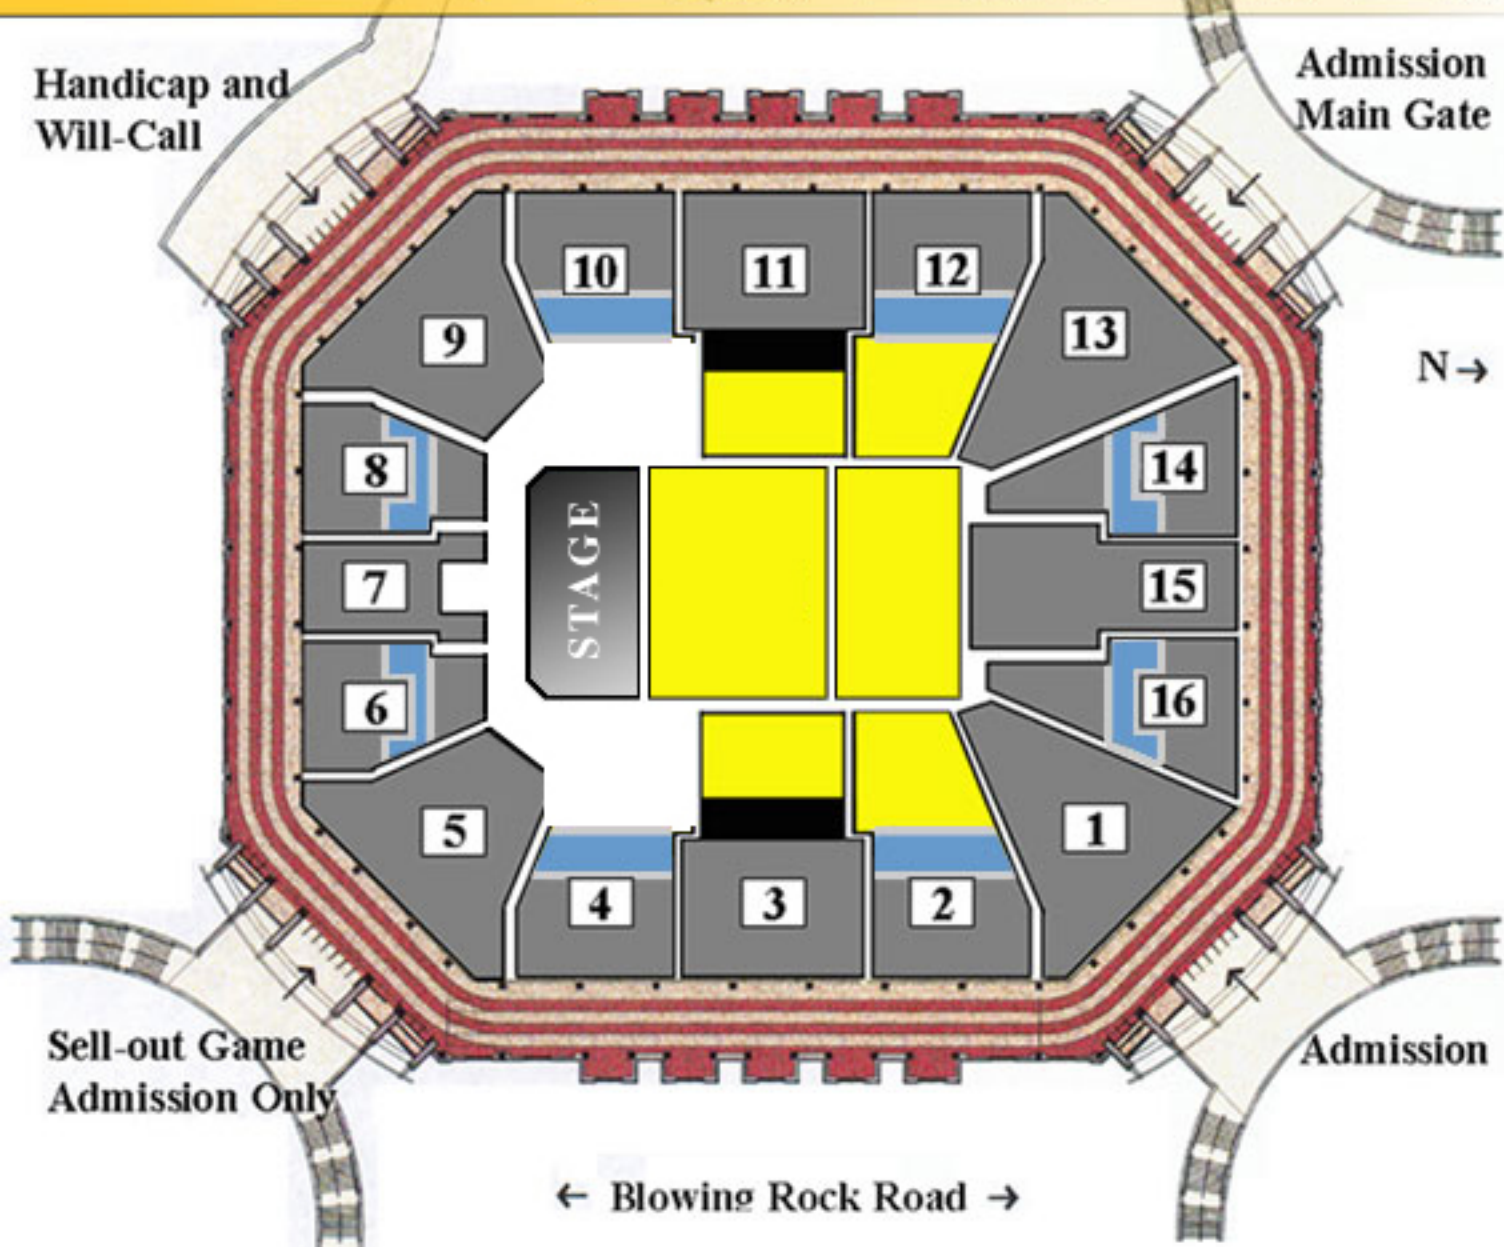 Handicap and
Will-Call
Admission
Main Gate
10
11
12
9
13
N→
8
14
STAGE
7
15
6
16
5
1
4
3
2
Sell-out Game
Admission Only
Admission
← Blowing Rock Road →